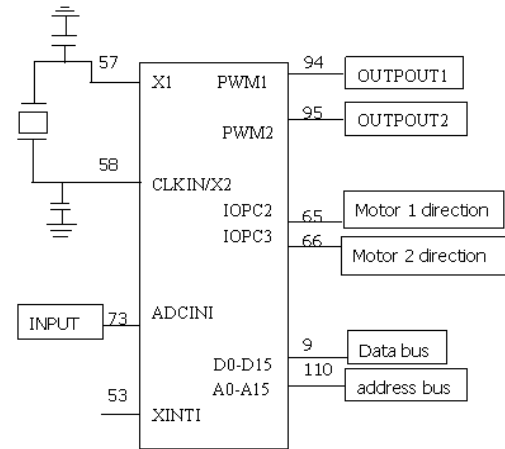 57
X1
PWM1
94
OUTPOUT1
95
OUTPOUT2
PWM2
58
CLKIN/X2
IOPC2
65
Motor 1 direction
IOPC3
66
Motor 2 direction
INPUT
73
ADCINI
9
Data bus
D0-D15
110
A0-A15
address bus
53
XINTI